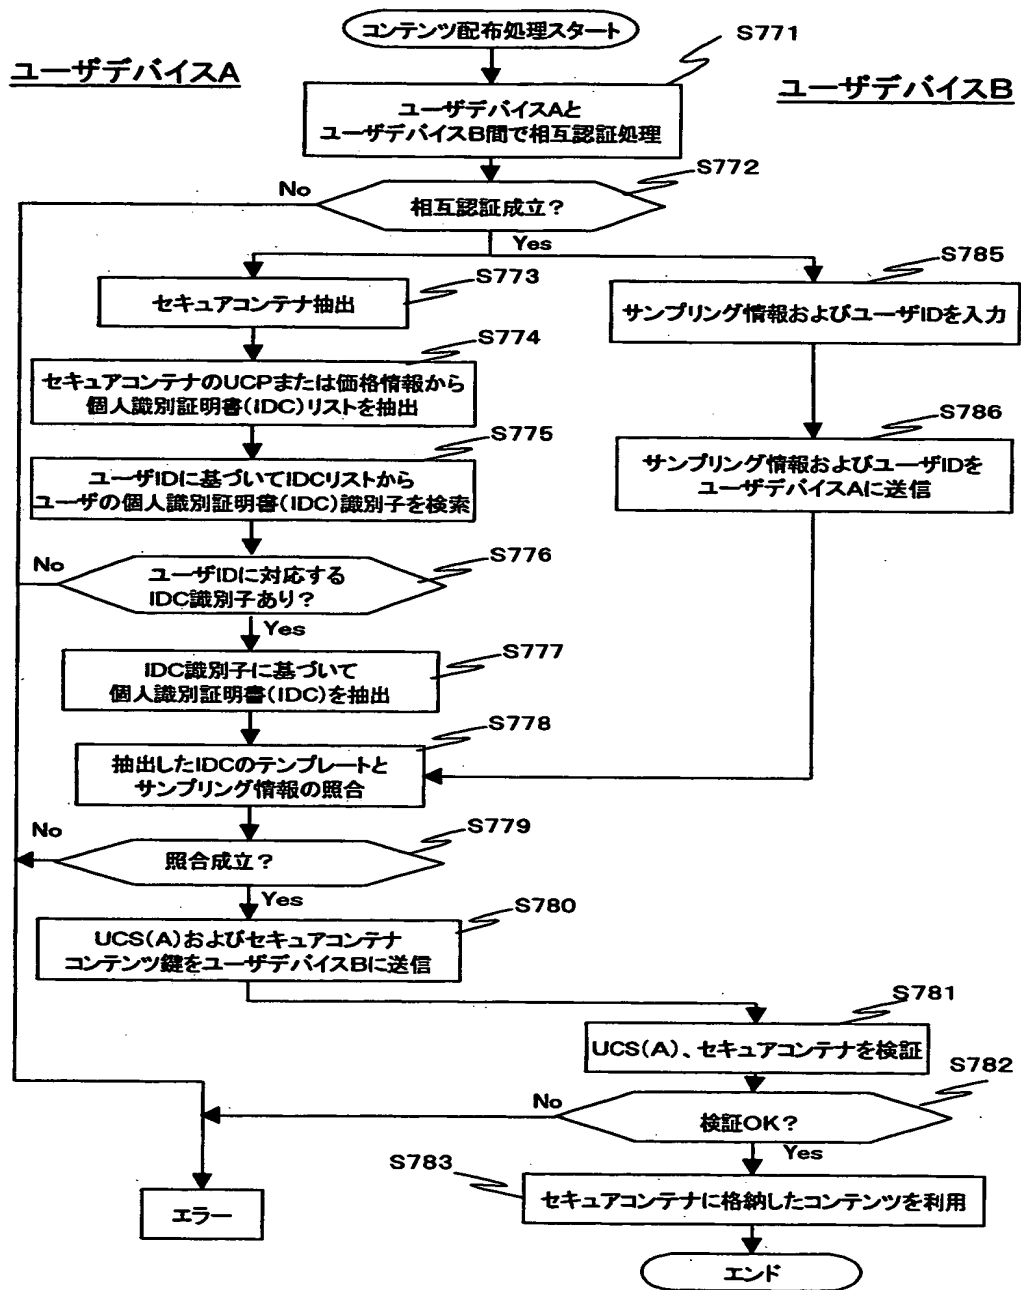 コンテンツ配布処理スタート
S771
ユーザデバイスA
ユーザデバイスB
ユーザデバイスAと
ユーザデバイスB間で相互認証処理
S772
No
相互認証成立？
Yes
S773
S785
セキュアコンテナ抽出
サンプリング情報およびユーザIDを入力
S774
セキュアコンテナのUCPまたは価格情報から
個人識別証明書(IDC)リストを抽出
S775
S786
ユーザIDに基づいてIDCリストから
ユーザの個人識別証明書(IDC)識別子を検索
サンプリング情報およびユーザIDを
ユーザデバイスAに送信
S776
No
ユーザIDに対応する
IDC識別子あり？
Yes
S777
IDC識別子に基づいて
個人識別証明書(IDC)を抽出
S778
抽出したIDCのテンプレートと
サンプリング情報の照合
S779
No
照合成立？
Yes
S780
UCS(A)およびセキュアコンテナ
コンテンツ鍵をユーザデバイスBに送信
S781
UCS(A)、セキュアコンテナを検証
S782
No
検証OK？
Yes
S783
セキュアコンテナに格納したコンテンツを利用
エラー
エンド